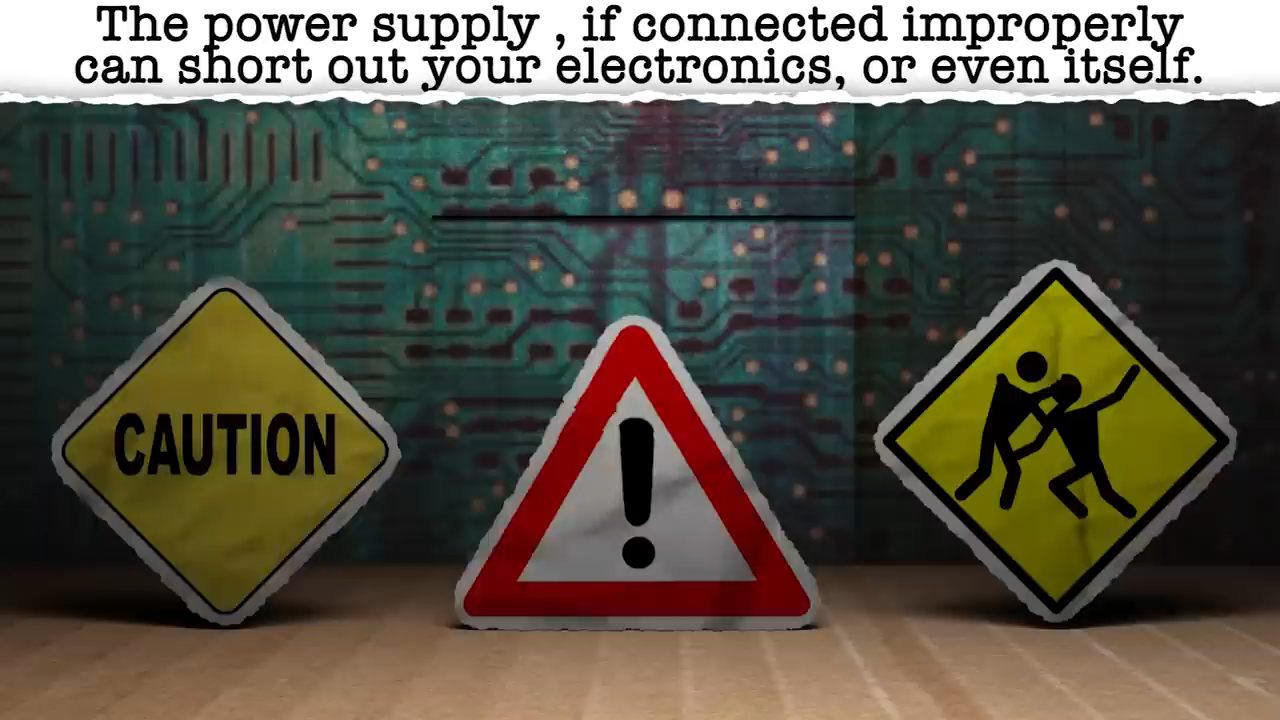 The power supply , if connected improperly
can short out your electronics, or even itself.
CAUTION
!